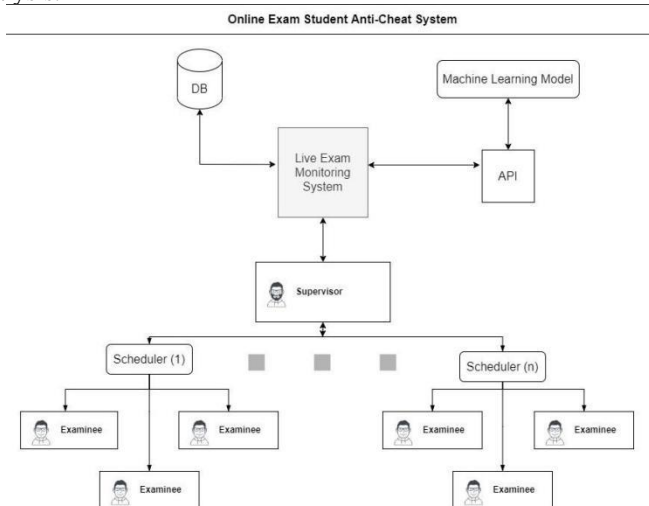 Online Exam Student Anti-Cheat System
DB
Machine Learning Model
Live Exam
Monitoring
System
API
Supervisor
Scheduler (1)
Scheduler (n)
Examinee
Examinee
Examinee
Examinee
Examinee
Examinee